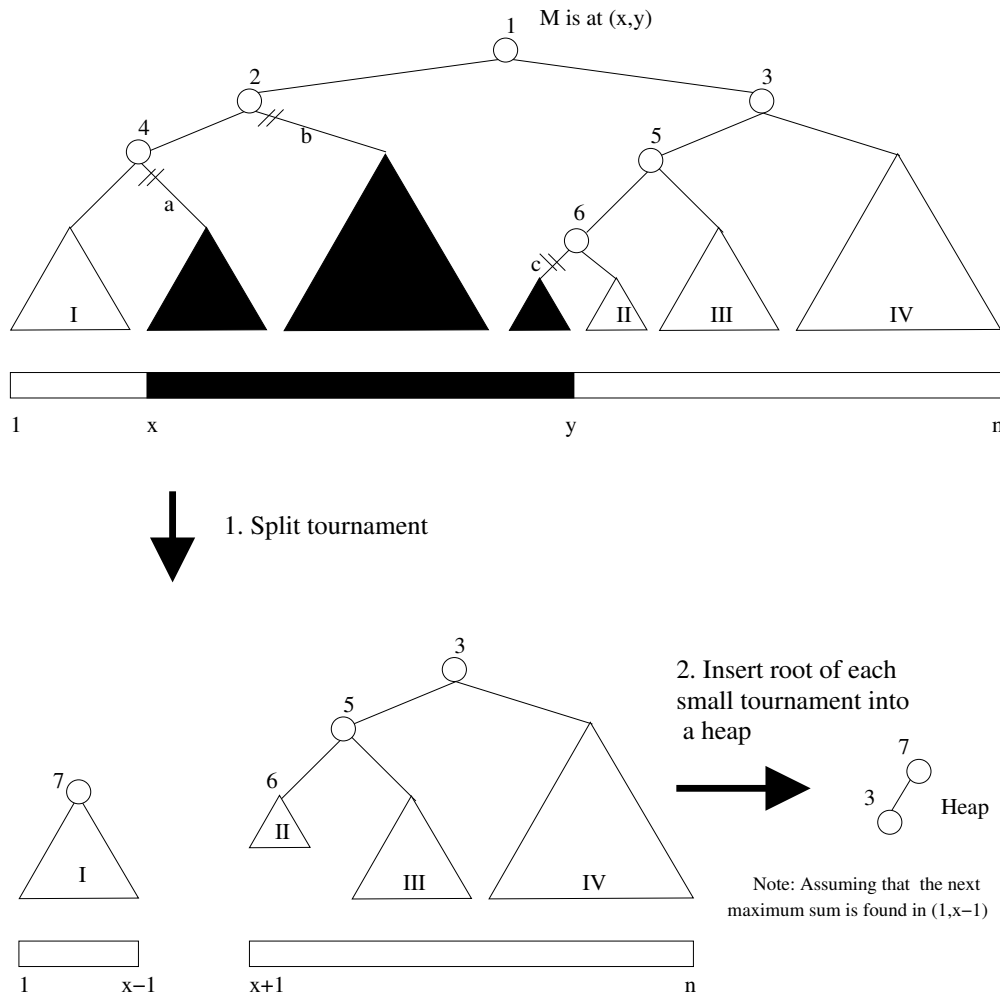 M is at (x,y)
1
2
3
4
b
5
a
6
c
I
II
III
IV
1
x
y
n
1. Split tournament
3
2. Insert root of each
small tournament into
a heap
5
7
7
6
3
Heap
II
I
III
IV
Note: Assuming that the next
maximum sum is found in (1,x−1)
1
x−1
x+1
n